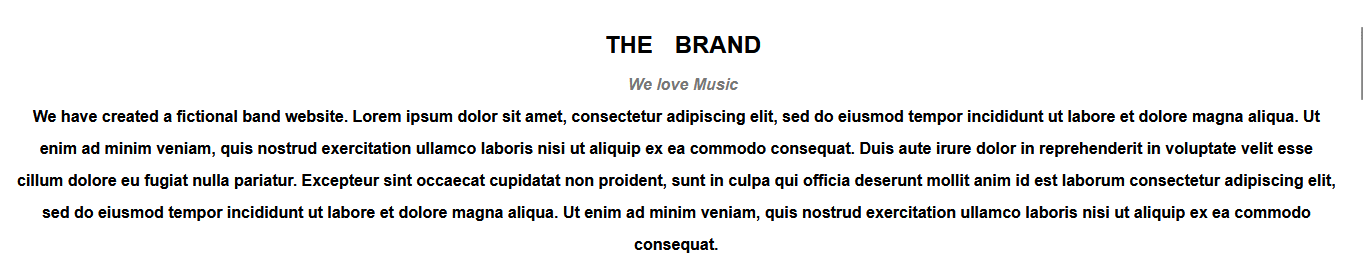 THE BRAND
We love Music
We have created a fictional band website. Lorem ipsum dolor sit amet, consectetur adipiscing elit, sed do eiusmod tempor incididunt ut labore et dolore magna aliqua. Ut
enim ad minim veniam, quis nostrud exercitation ullamco laboris nisi ut aliquip ex ea commodo consequat. Duis aute irure dolor in reprehenderit in voluptate velit esse
cillum dolore eu fugiat nulla pariatur. Excepteur sint occaecat cupidatat non proident, sunt in culpa qui officia deserunt mollit anim id est laborum consectetur adipiscing elit,
sed do eiusmod tempor incididunt ut labore et dolore magna aliqua. Ut enim ad minim veniam, quis nostrud exercitation ullamco laboris nisi ut aliquip ex ea commodo
consequat.